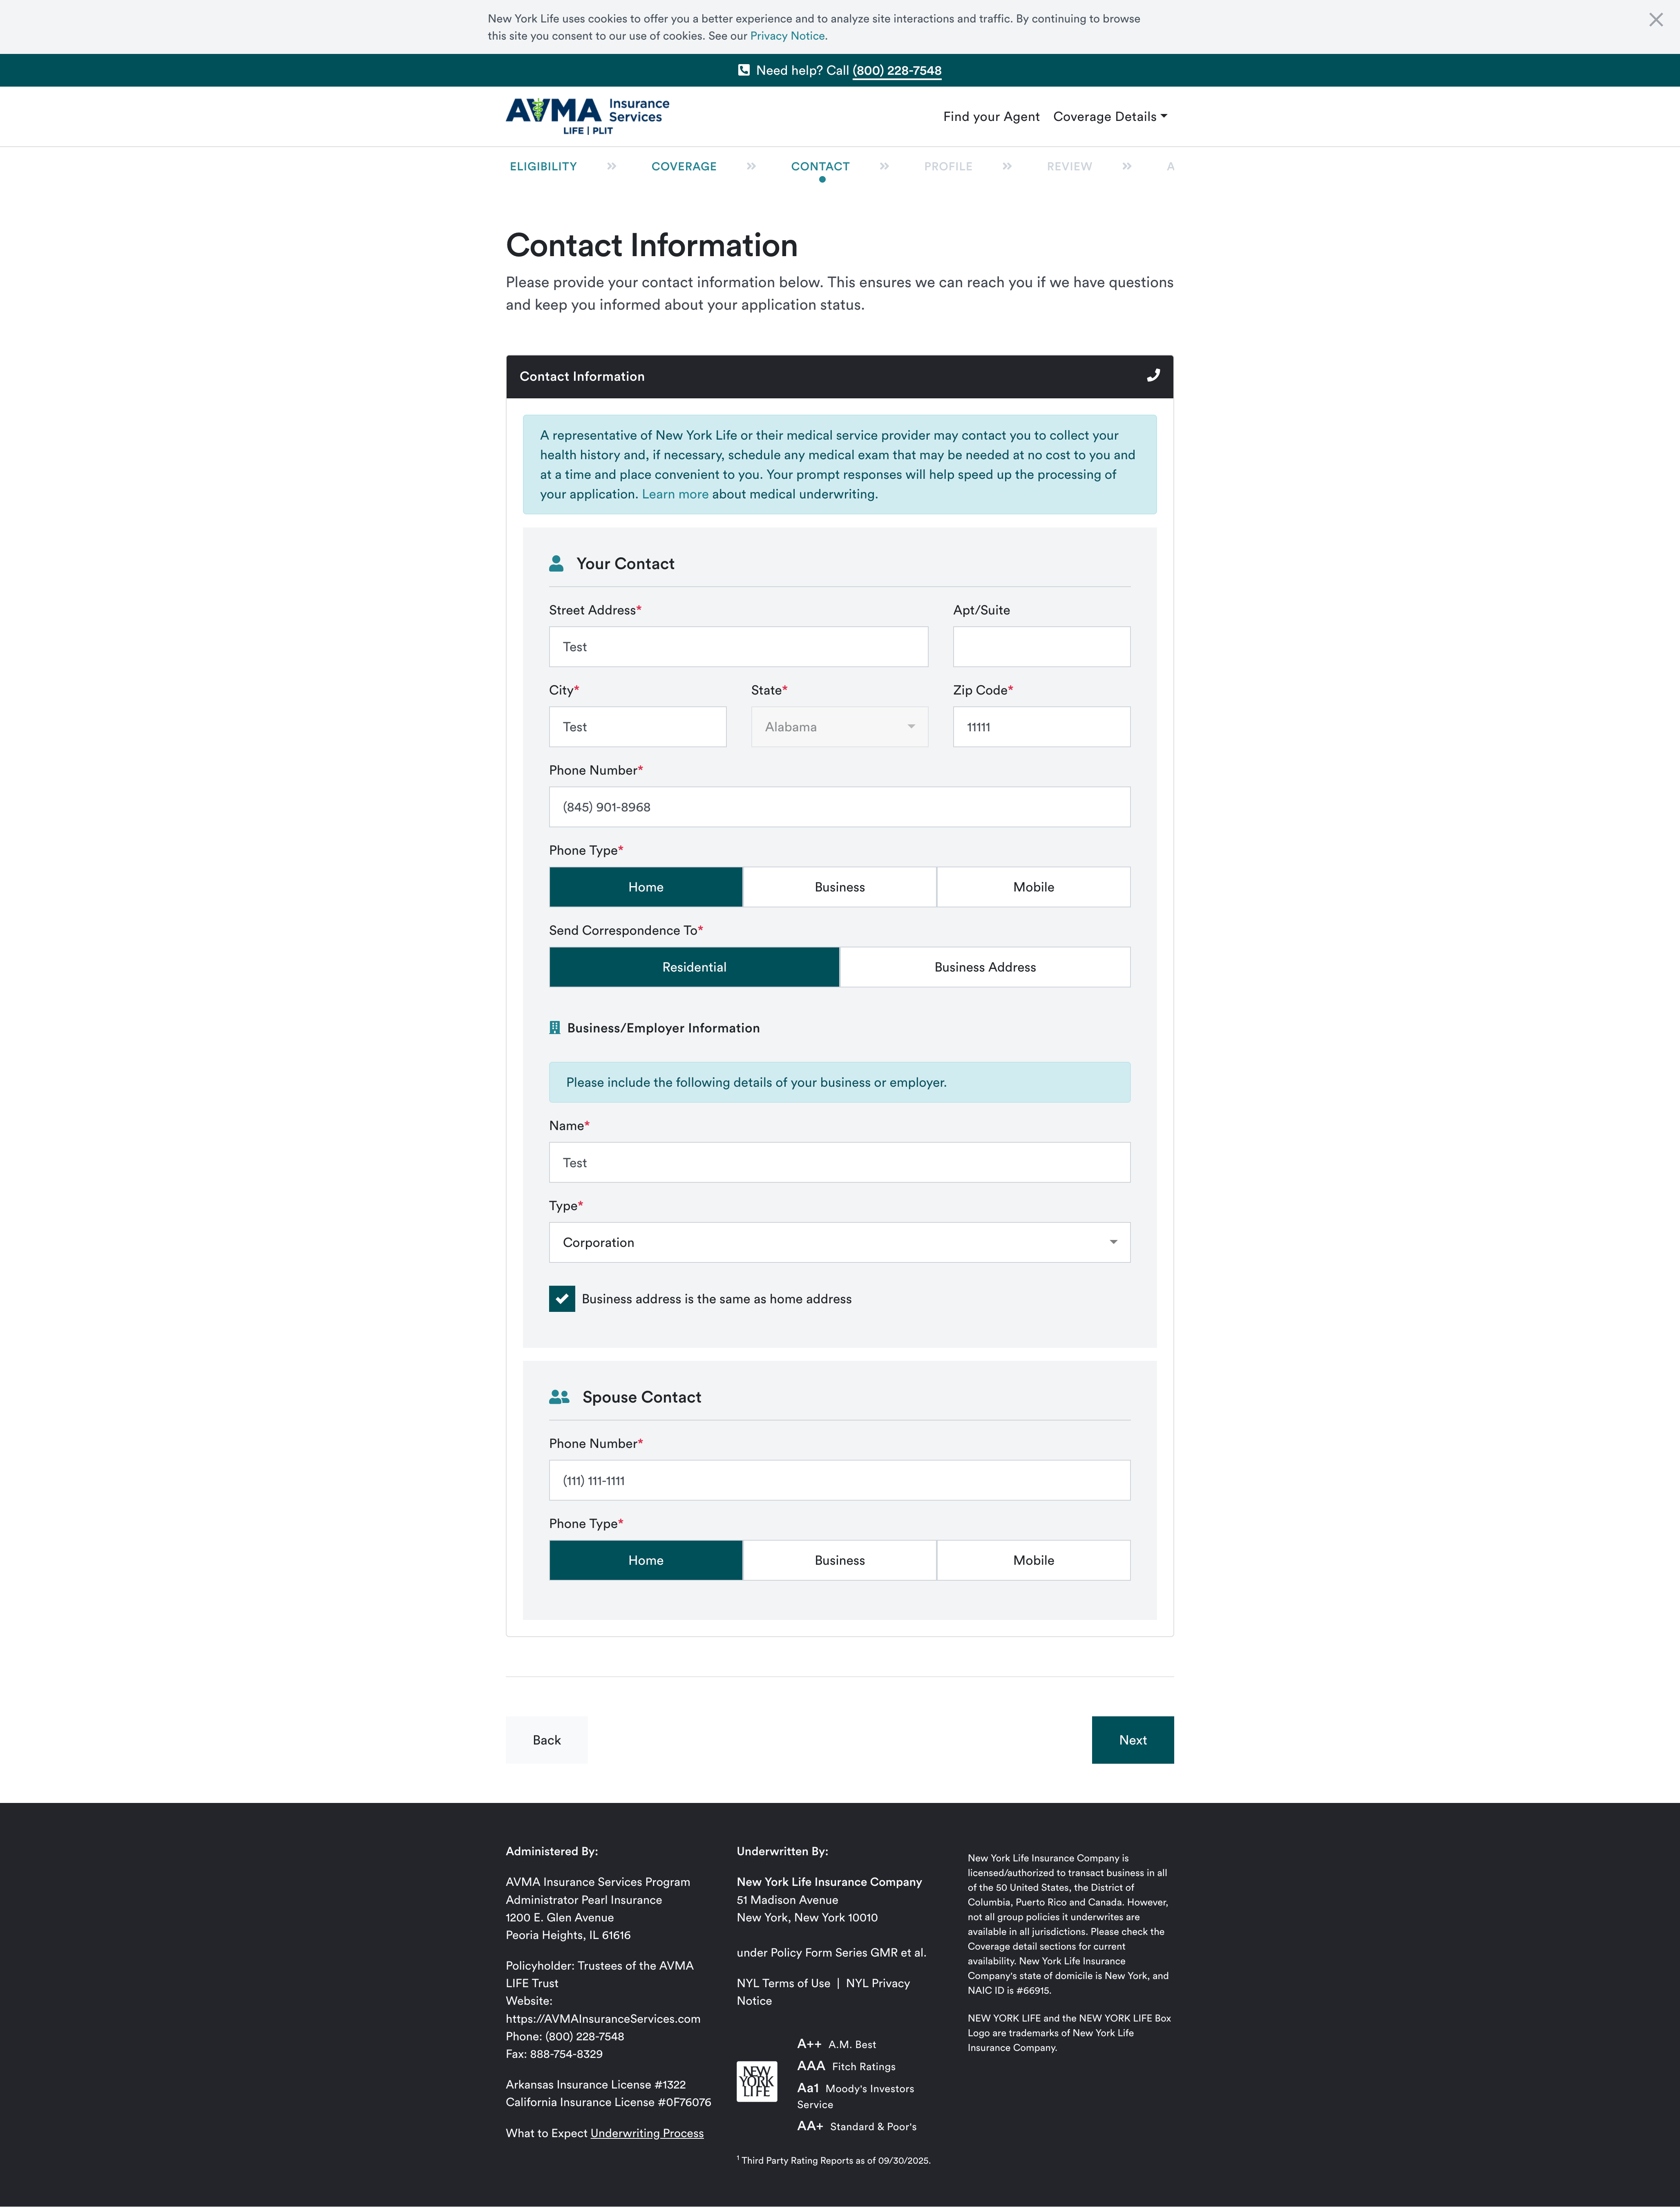 New York Life uses cookies to offer you a better experience and to analyze site interactions and traffic. By continuing to browse
this site you consent to our use of cookies. See our Privacy Notice.
Need help? Call (800) 228-7548
AVMA Insurance Services
LIFE | PLIT
Find your Agent Coverage Details
ELIGIBILITY COVERAGE CONTACT PROFILE REVIEW A
Contact Information
Please provide your contact information below. This ensures we can reach you if we have questions
and keep you informed about your application status.
Contact Information
A representative of New York Life or their medical service provider may contact you to collect your
health history and, if necessary, schedule any medical exam that may be needed at no cost to you and
at a time and place convenient to you. Your prompt responses will help speed up the processing of
your application. Learn more about medical underwriting.
Your Contact
Street Address* Apt/Suite
Test
City* State* Zip Code*
Test Alabama 11111
Phone Number*
(845) 901-8968
Phone Type*
Home Business Mobile
Send Correspondence To*
Residential Business Address
Business/Employer Information
Please include the following details of your business or employer.
Name*
Test
Type*
Corporation
Business address is the same as home address
Spouse Contact
Phone Number*
(111) 111-1111
Phone Type*
Home Business Mobile
Back Next
Administered By:
AVMA Insurance Services Program
Administrator Pearl Insurance
1200 E. Glen Avenue
Peoria Heights, IL 61616
Policyholder: Trustees of the AVMA
LIFE Trust
Website:
https://AVMAInsuranceServices.com
Phone: (800) 228-7548
Fax: 888-754-8329
Arkansas Insurance License #1322
California Insurance License #0F76076
What to Expect Underwriting Process
Underwritten By:
New York Life Insurance Company
51 Madison Avenue
New York, New York 10010
under Policy Form Series GMR et al.
NYL Terms of Use | NYL Privacy
Notice
NEW YORK LIFE
A++ A.M. Best
AAA Fitch Ratings
Aa1 Moody's Investors
Service
AA+ Standard & Poor's
1 Third Party Rating Reports as of 09/30/2025.
New York Life Insurance Company is
licensed/authorized to transact business in all
of the 50 United States, the District of
Columbia, Puerto Rico and Canada. However,
not all group policies it underwrites are
available in all jurisdictions. Please check the
Coverage detail sections for current
availability. New York Life Insurance
Company's state of domicile is New York, and
NAIC ID is #66915.
NEW YORK LIFE and the NEW YORK LIFE Box
Logo are trademarks of New York Life
Insurance Company.